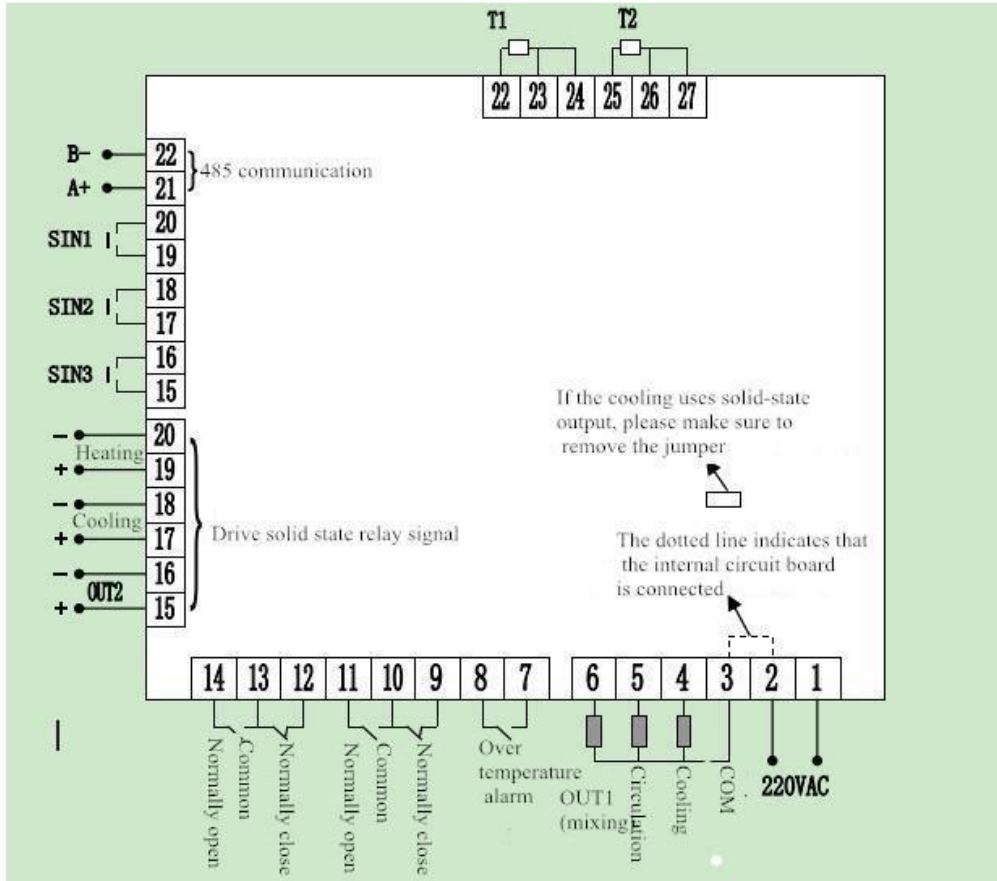 T1
T2
22 23 24 25 26 27
B-
22
485 communication
A+
21
SIN1
20
19
SIN2
18
17
SIN3
16
15
If the cooling uses solid-state
output, please make sure to
remove the jumper
-
20
Heating
+
19
-
18
Cooling
+
17
Drive solid state relay signal
-
16
OUT2
+
15
The dotted line indicates that
the internal circuit board
is connected
14 13 12 11 10 9 8 7 6 5 4 3 2 1
Normally open
Common
Normally close
Normally open
Common
Normally close
Over
temperature
alarm
OUT1
(mixing)
Circulation
Cooling
COM
220VAC